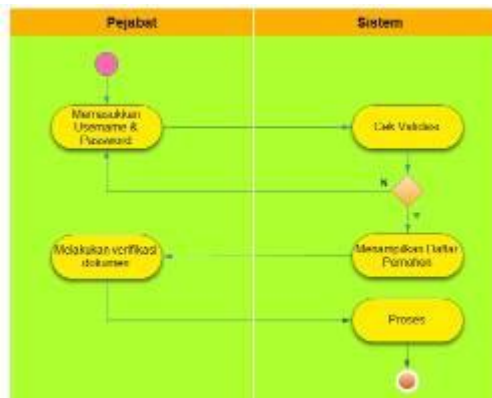 Pejabat
Sistem
Memasukkan
Username &
Password
Cek Validasi
N
Y
Menampilkan Daftar
Pemohon
Melakukan verifikasi
dokumen
Proses